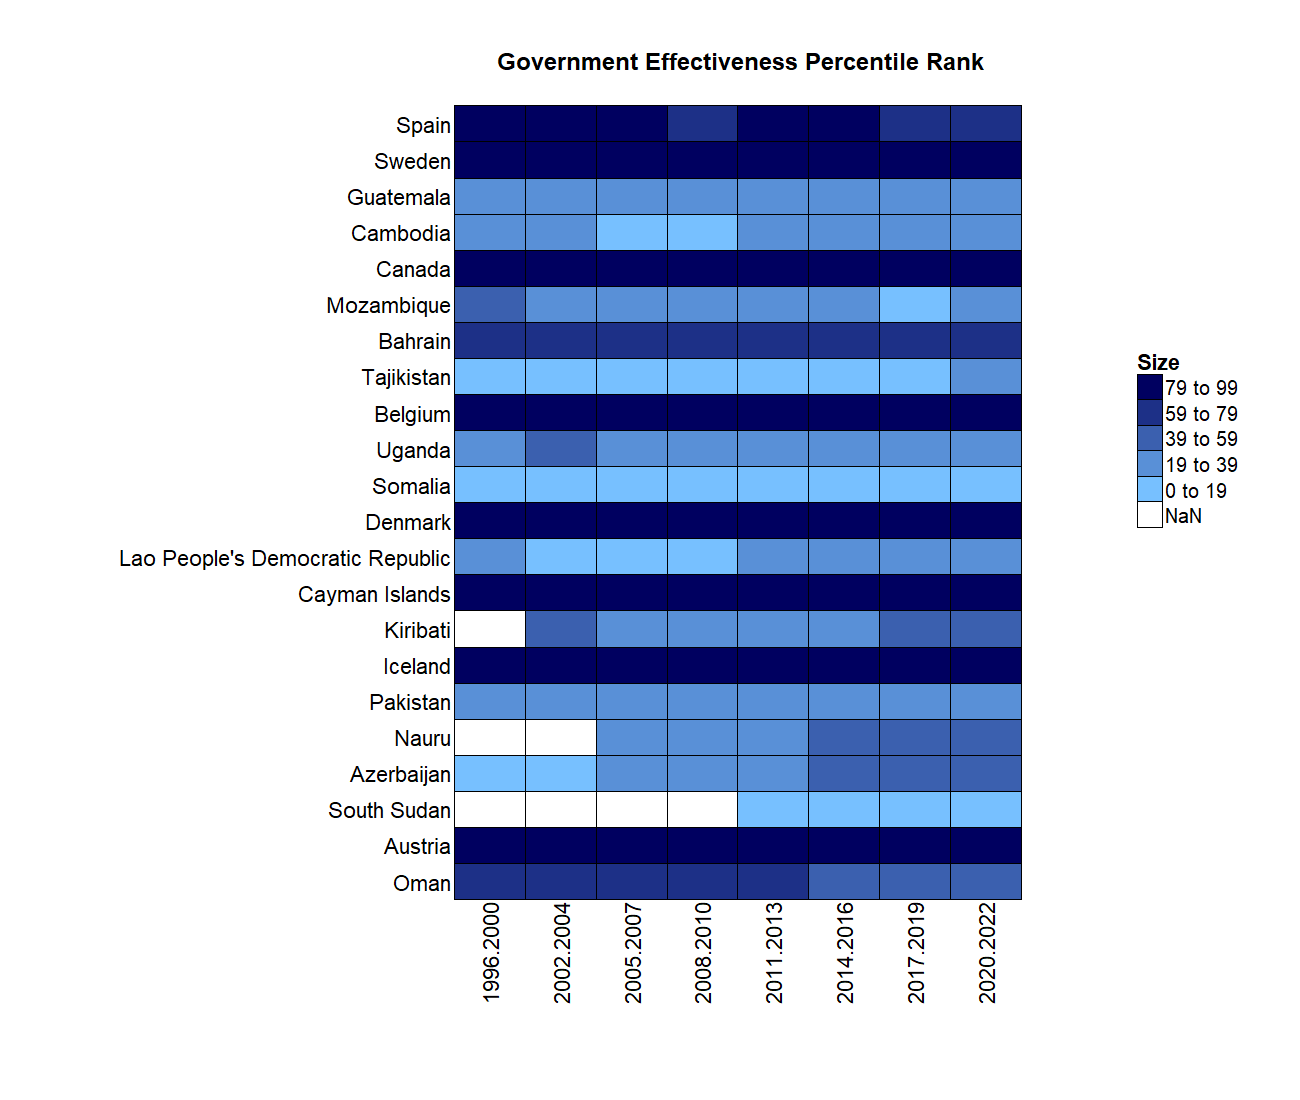 Government Effectiveness Percentile Rank
Spain
Sweden
Guatemala
Cambodia
Canada
Mozambique
Bahrain
Tajikistan
Belgium
Uganda
Somalia
Denmark
Lao People's Democratic Republic
Cayman Islands
Kiribati
Iceland
Pakistan
Nauru
Azerbaijan
South Sudan
Austria
Oman
1996.2000
2002.2004
2005.2007
2008.2010
2011.2013
2014.2016
2017.2019
2020.2022
Size
79 to 99
59 to 79
39 to 59
19 to 39
0 to 19
NaN